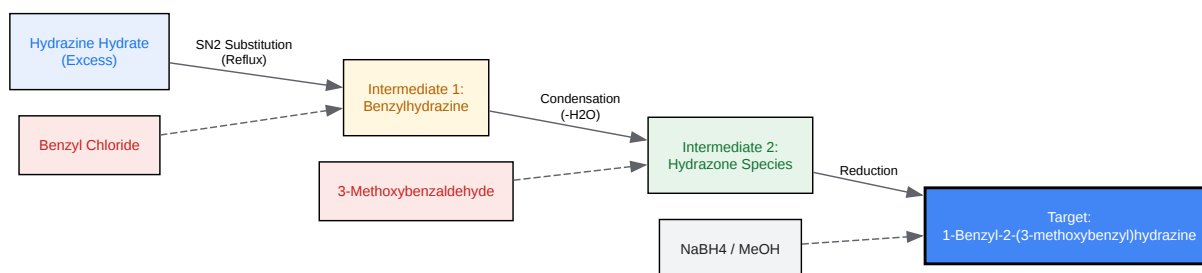 Hydrazine Hydrate
(Excess)
SN2 Substitution
(Reflux)
Benzyl Chloride
Intermediate 1:
Benzylhydrazine
Condensation
(-H2O)
3-Methoxybenzaldehyde
Intermediate 2:
Hydrazone Species
Reduction
NaBH4 / MeOH
Target:
1-Benzyl-2-(3-methoxybenzyl)hydrazine